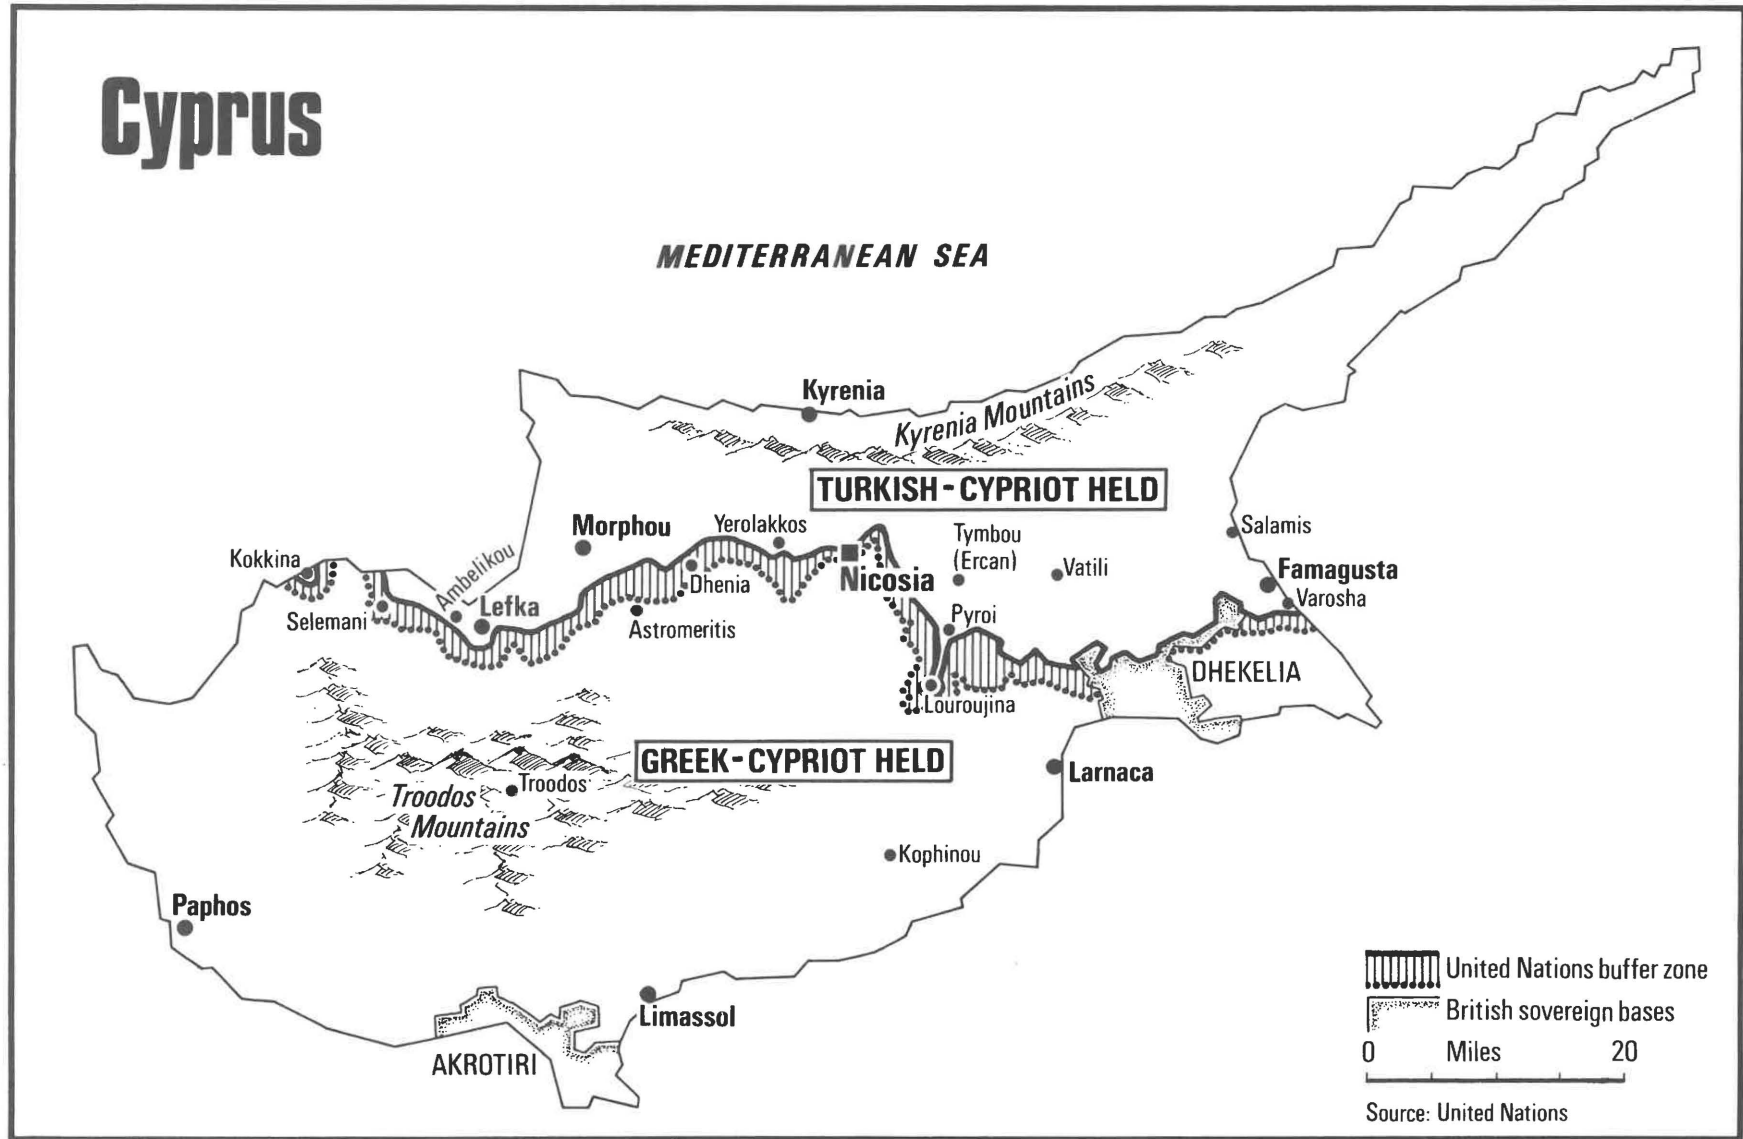 Cyprus
MEDITERRANEAN SEA
Kyrenia
Kyrenia Mountains
TURKISH-CYPRIOT HELD
Morphou
Yerolakkos
Tymbou
(Ercan)
Salamis
Kokkina
Ambelikou
Dhenia
Nicosia
Vatili
Famagusta
Varosha
Selemani
Lefka
Astromeritis
Pyroi
DHEKELIA
Louroujina
GREEK-CYPRIOT HELD
Larnaca
Troodos
Troodos
Mountains
Kophinou
Paphos
Limassol
AKROTIRI
United Nations buffer zone
British sovereign bases
0 Miles 20
Source: United Nations